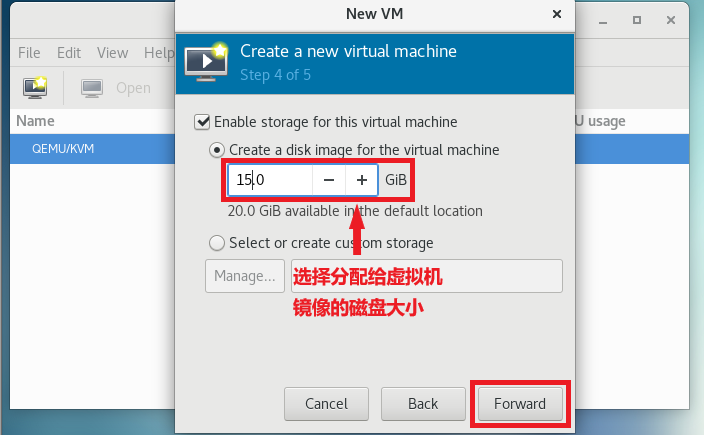 New VM
File Edit View Help
Create a new virtual machine
Step 4 of 5
Open
Name
U usage
QEMU/KVM
Enable storage for this virtual machine
Create a disk image for the virtual machine
15.0
GiB
20.0 GiB available in the default location
Select or create custom storage
Manage...
选择分配给虚拟机
镜像的磁盘大小
Cancel
Back
Forward